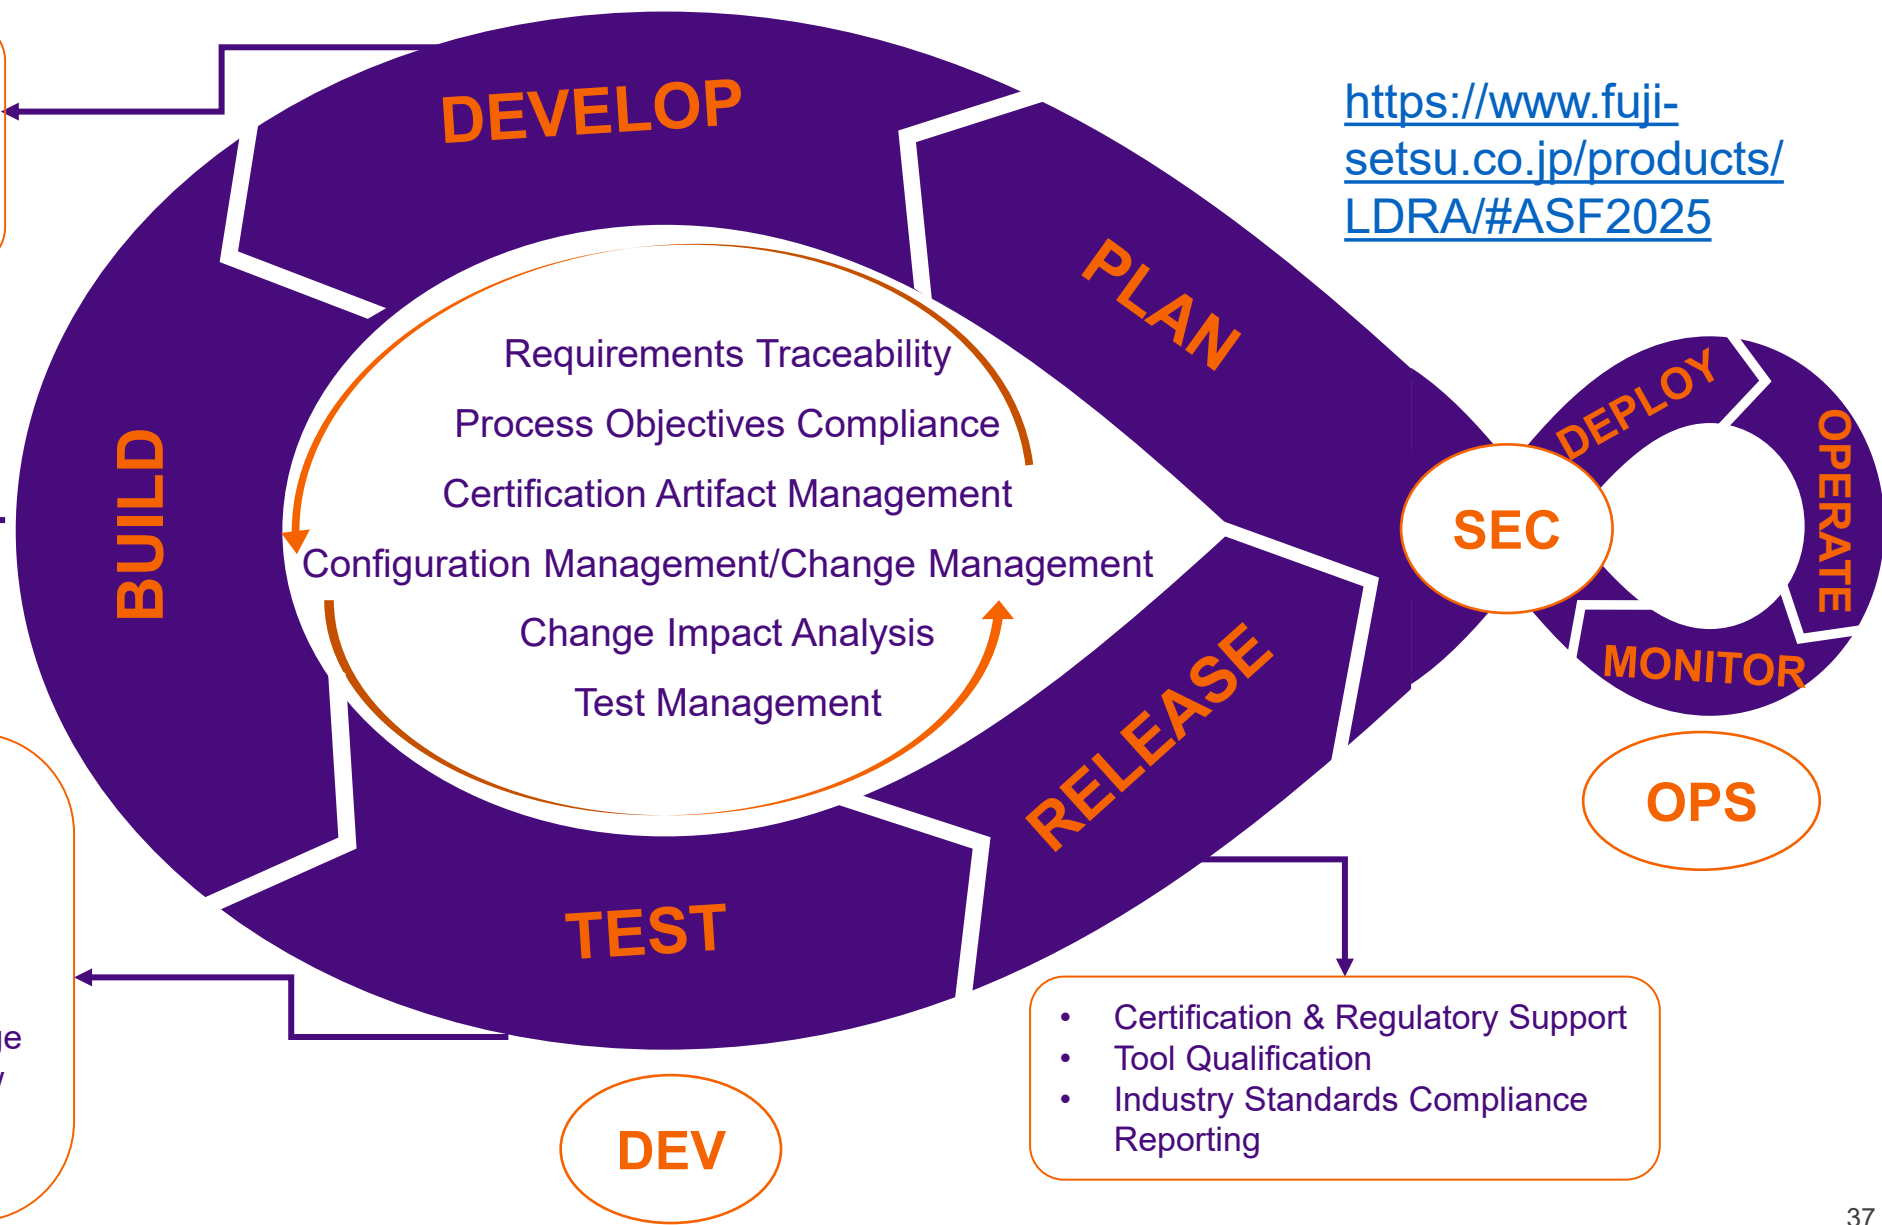 DEVELOP
https://www.fuji-
setsu.co.jp/products/
LDRA/#ASF2025
PLAN
Requirements Traceability
Process Objectives Compliance
Certification Artifact Management
Configuration Management/Change Management
Change Impact Analysis
Test Management
BUILD
DEPLOY
OPERATE
SEC
MONITOR
RELEASE
OPS
TEST
• Certification & Regulatory Support
• Tool Qualification
• Industry Standards Compliance
Reporting
DEV
37